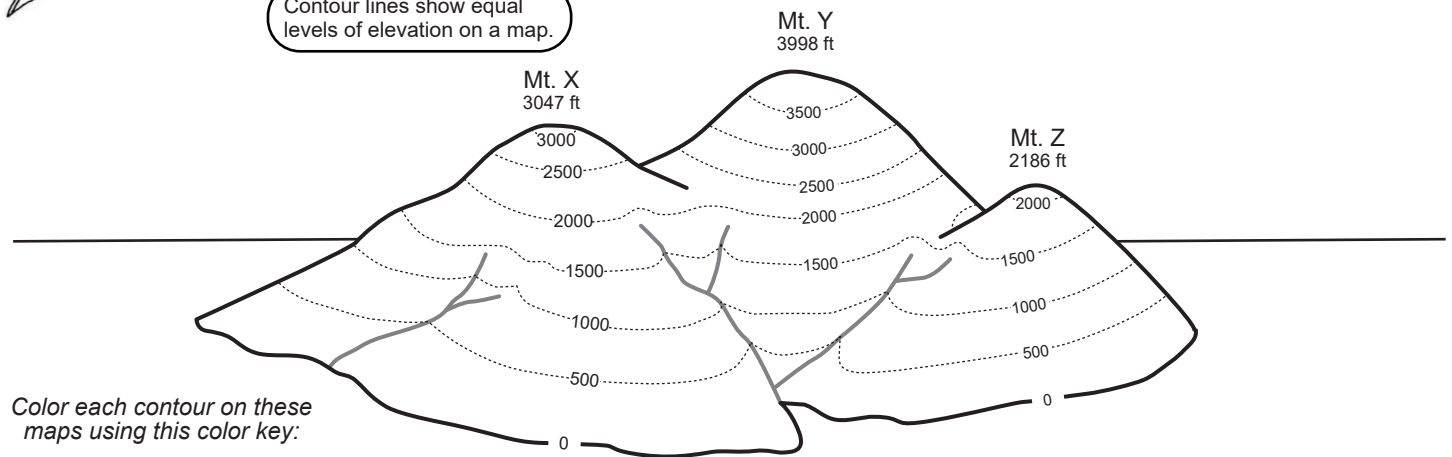 Contour lines show equal
levels of elevation on a map.
Mt. Y
3998 ft
Mt. X
3047 ft
Mt. Z
2186 ft
3500
3000
2500
2000
1500
3000
2500
2000
1500
1000
500
0
2000
1500
1000
500
0
Color each contour on these
maps using this color key: